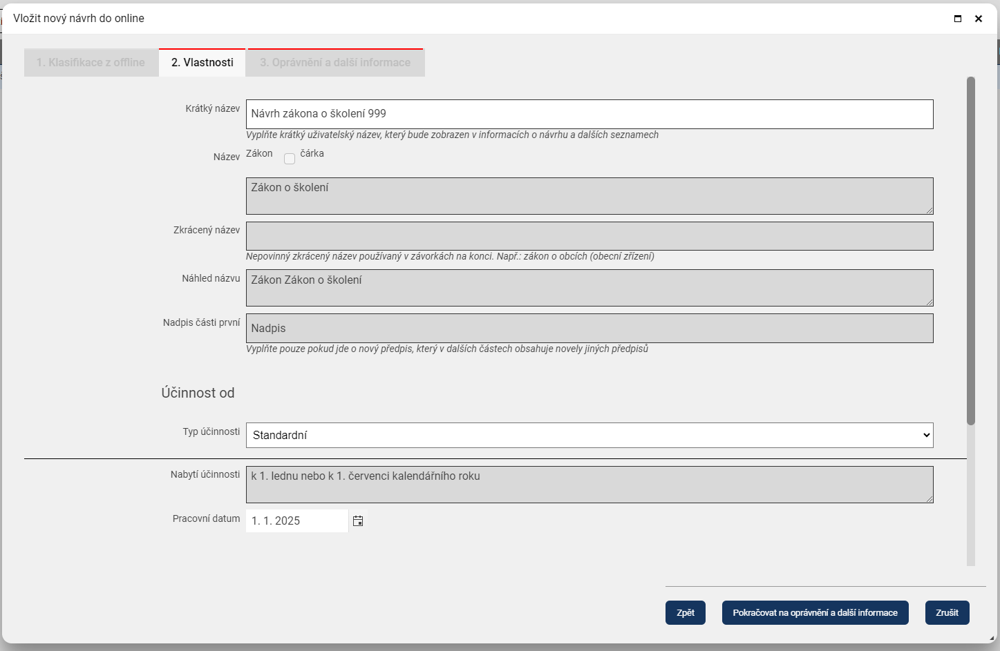 Vložit nový návrh do online
1. Klasifikace z offline
2. Vlastnosti
3. Oprávnění a další informace
Krátký název
Návrh zákona o školení 999
Vyplňte krátký uživatelský název, který bude zobrazen v informacích o návrhu a dalších seznamech
Název
Zákon
čárka
Zákon o školení
Zkrácený název
Nepovinný zkrácený název používaný v závorkách na konci. Např.: zákon o obcích (obecní zřízení)
Náhled názvu
Zákon Zákon o školení
Nadpis části první
Nadpis
Vyplňte pouze pokud jde o nový předpis, který v dalších částech obsahuje novely jiných předpisů
Účinnost od
Typ účinnosti
Standardní
Nabytí účinnosti
k 1. lednu nebo k 1. červenci kalendářního roku
Pracovní datum
1. 1. 2025
Zpět
Pokračovat na oprávnění a další informace
Zrušit